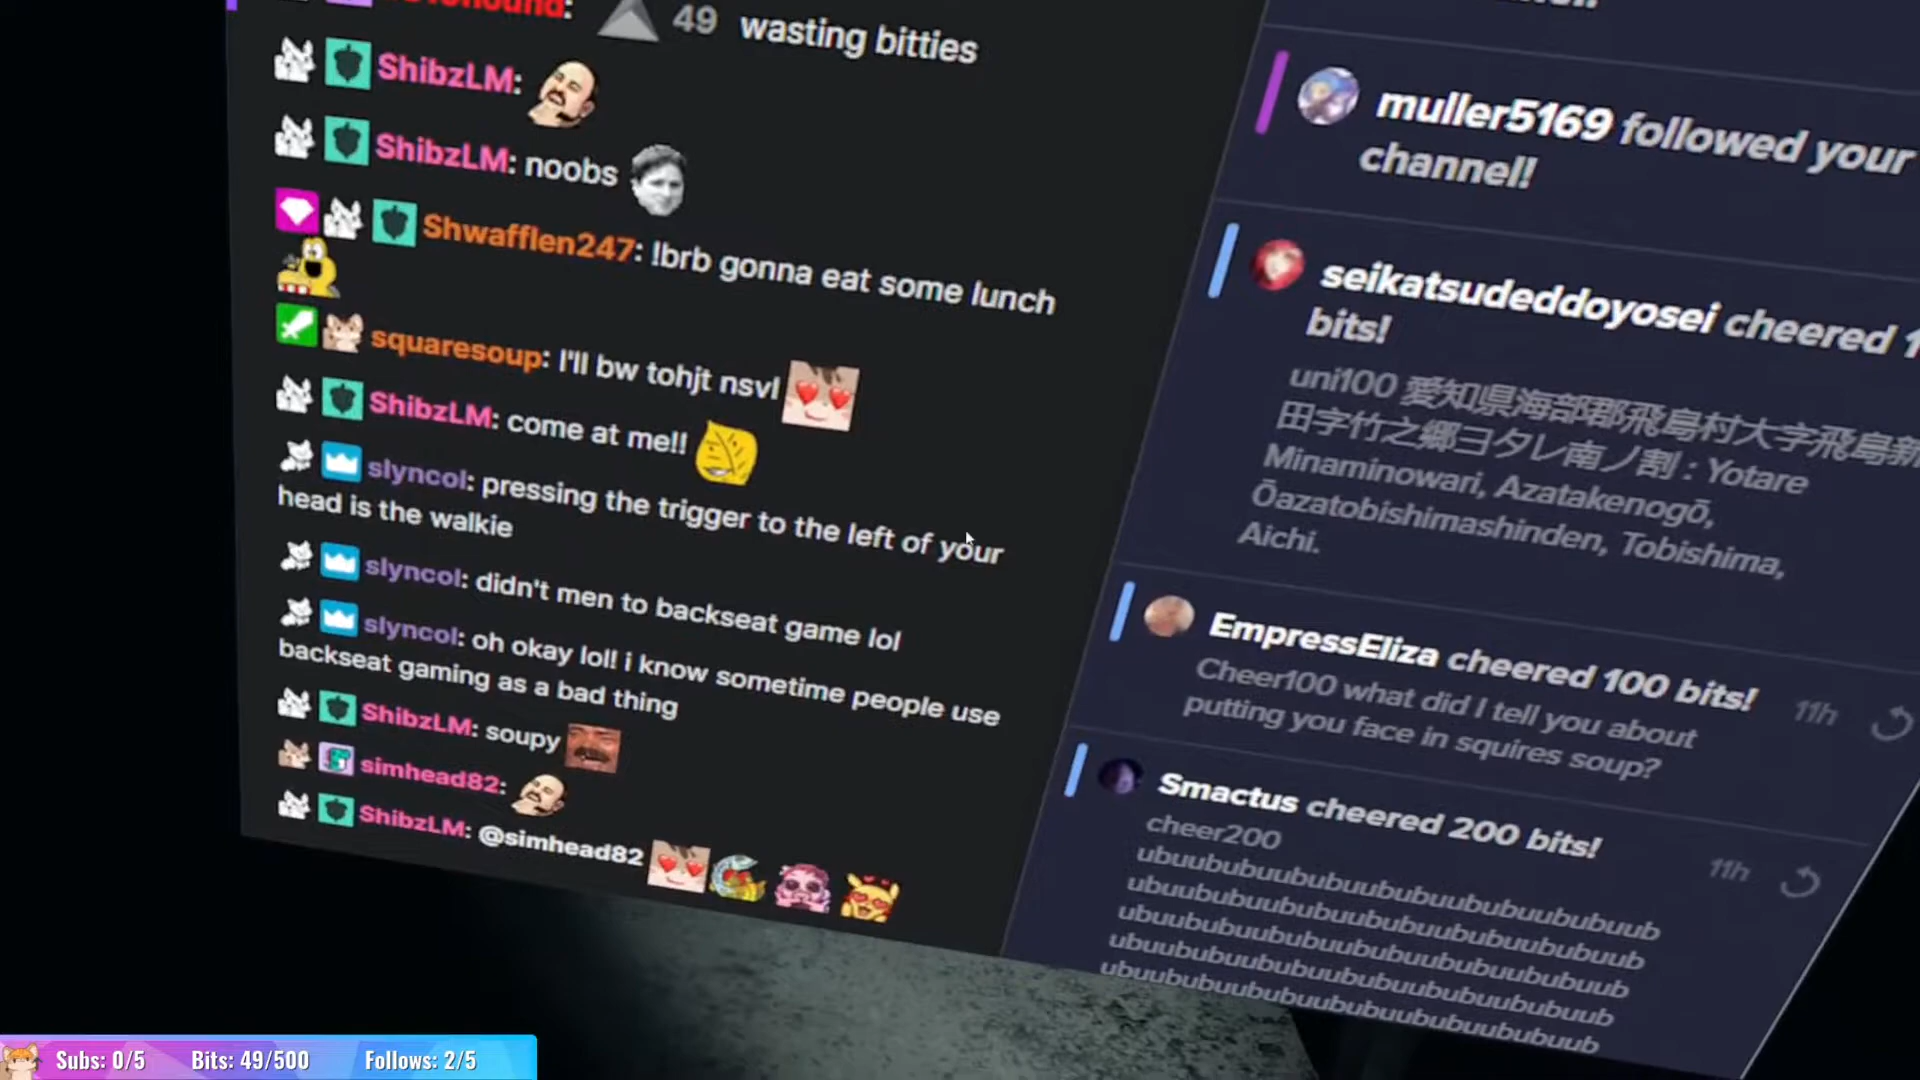 49 wasting bitties
ShibzLM:
ShibzLM: noobs
Shwafflen247: !brb gonna eat some lunch
squaresoup: I'll bw tohjt nsvl
ShibzLM: come at me!!
slyncol: pressing the trigger to the left of your
head is the walkie
slyncol: didn't men to backseat game lol
slyncol: oh okay lol! i know sometime people use
backseat gaming as a bad thing
ShibzLM: soupy
simhead82:
ShibzLM: @simhead82
muller5169 followed your
channel!
seikatsudeddoyosei cheered 1
bits!
uni100 愛知県海部郡飛島村大字飛島新
田字竹之郷ヨタレ南ノ割 : Yotare
Minaminowari, Azatakenogō,
Ōazatobishimashinden, Tobishima,
Aichi.
EmpressEliza cheered 100 bits! 11h
Cheer100 what did I tell you about
putting you face in squires soup?
Smactus cheered 200 bits! 11h
cheer200
ubuubububuububuubububuubububuubububuub
Subs: 0/5 Bits: 49/500 Follows: 2/5